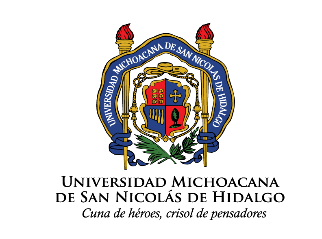 UNIVERSIDAD MICHOACANA DE SAN NICOLÁS DE HIDALGO
UNIVERSIDAD MICHOACANA
DE SAN NICOLÁS DE HIDALGO
Cuna de héroes, crisol de pensadores